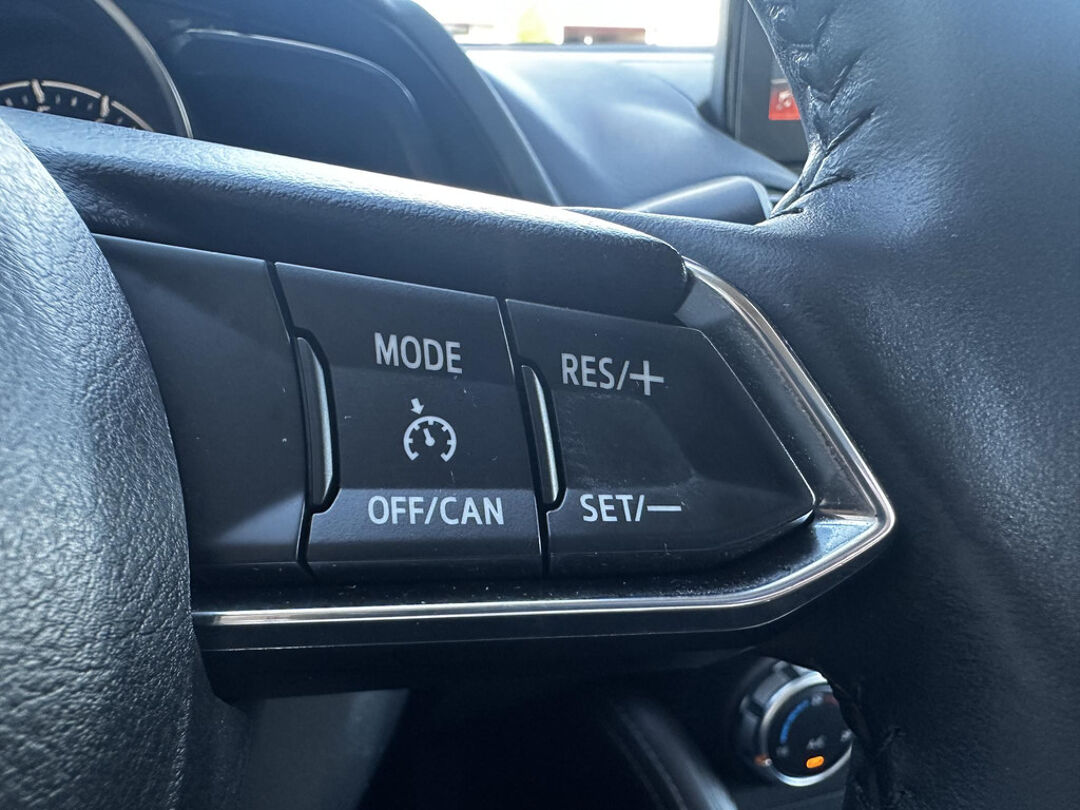 MODE
RES/+
OFF/CAN
SET/−
A/C